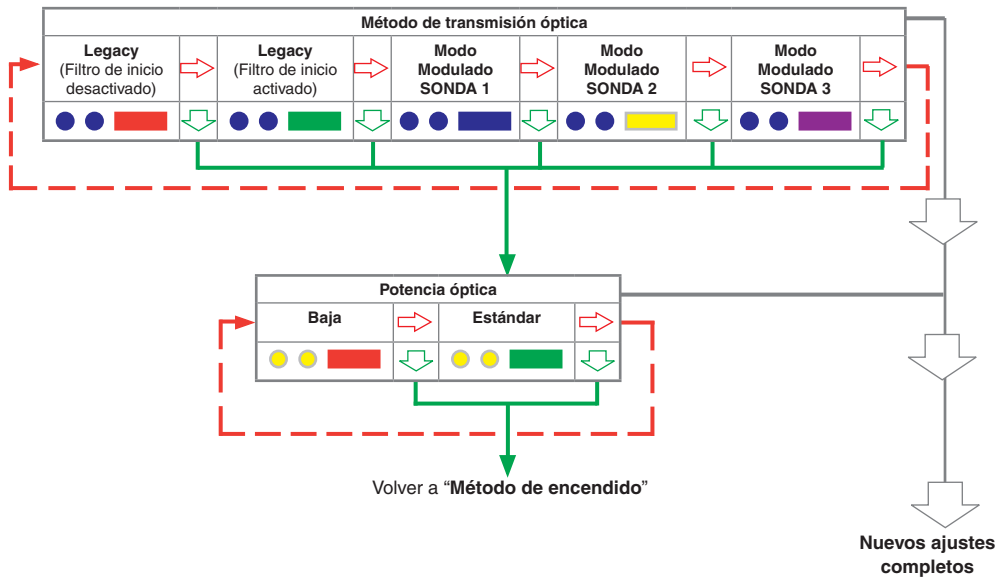 Método de transmisión óptica
Legacy
(Filtro de inicio
desactivado)
Legacy
(Filtro de inicio
activado)
Modo
Modulado
SONDA 1
Modo
Modulado
SONDA 2
Modo
Modulado
SONDA 3
Potencia óptica
Baja
Estándar
Volver a “Método de encendido”
Nuevos ajustes
completos